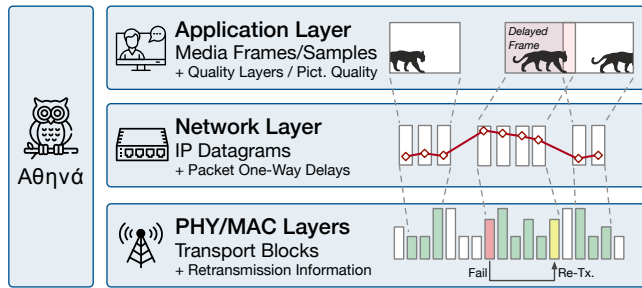 Αθηνά
Application Layer
Media Frames/Samples
+ Quality Layers / Pict. Quality
Delayed
Frame
Network Layer
IP Datagrams
+ Packet One-Way Delays
PHY/MAC Layers
Transport Blocks
+ Retransmission Information
Fail
Re-Tx.